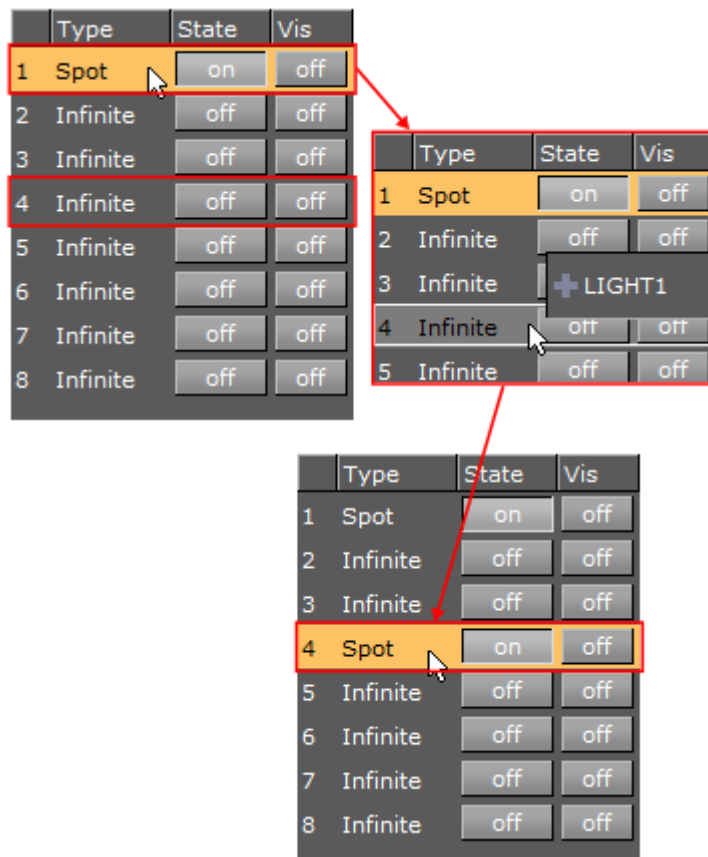 Type State Vis
1 Spot on off
2 Infinite off off
3 Infinite off off
4 Infinite off off
5 Infinite off off
6 Infinite off off
7 Infinite off off
8 Infinite off off
Type State Vis
1 Spot on off
2 Infinite off off
3 Infinite
LIGHT1
4 Infinite off off
5 Infinite off off
Type State Vis
1 Spot on off
2 Infinite off off
3 Infinite off off
4 Spot on off
5 Infinite off off
6 Infinite off off
7 Infinite off off
8 Infinite off off